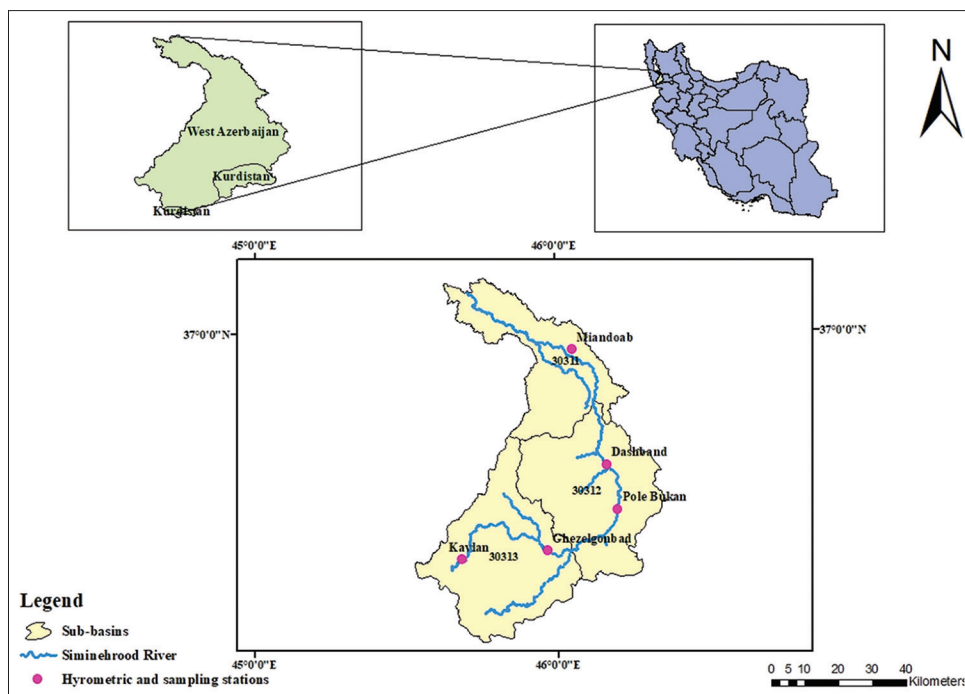 N
West Azerbaijan
Kurdistan
Kurdistan
45°0'0"E
46°0'0"E
37°0'0"N
37°0'0"N
Miandoab
30311
Dashband
30312
Pole Bukan
Ghezelgonbad
Kaylan
30313
Legend
Sub-basins
Siminehrood River
Hyrometric and sampling stations
45°0'0"E
46°0'0"E
0 5 10 20 30 40
Kilometers